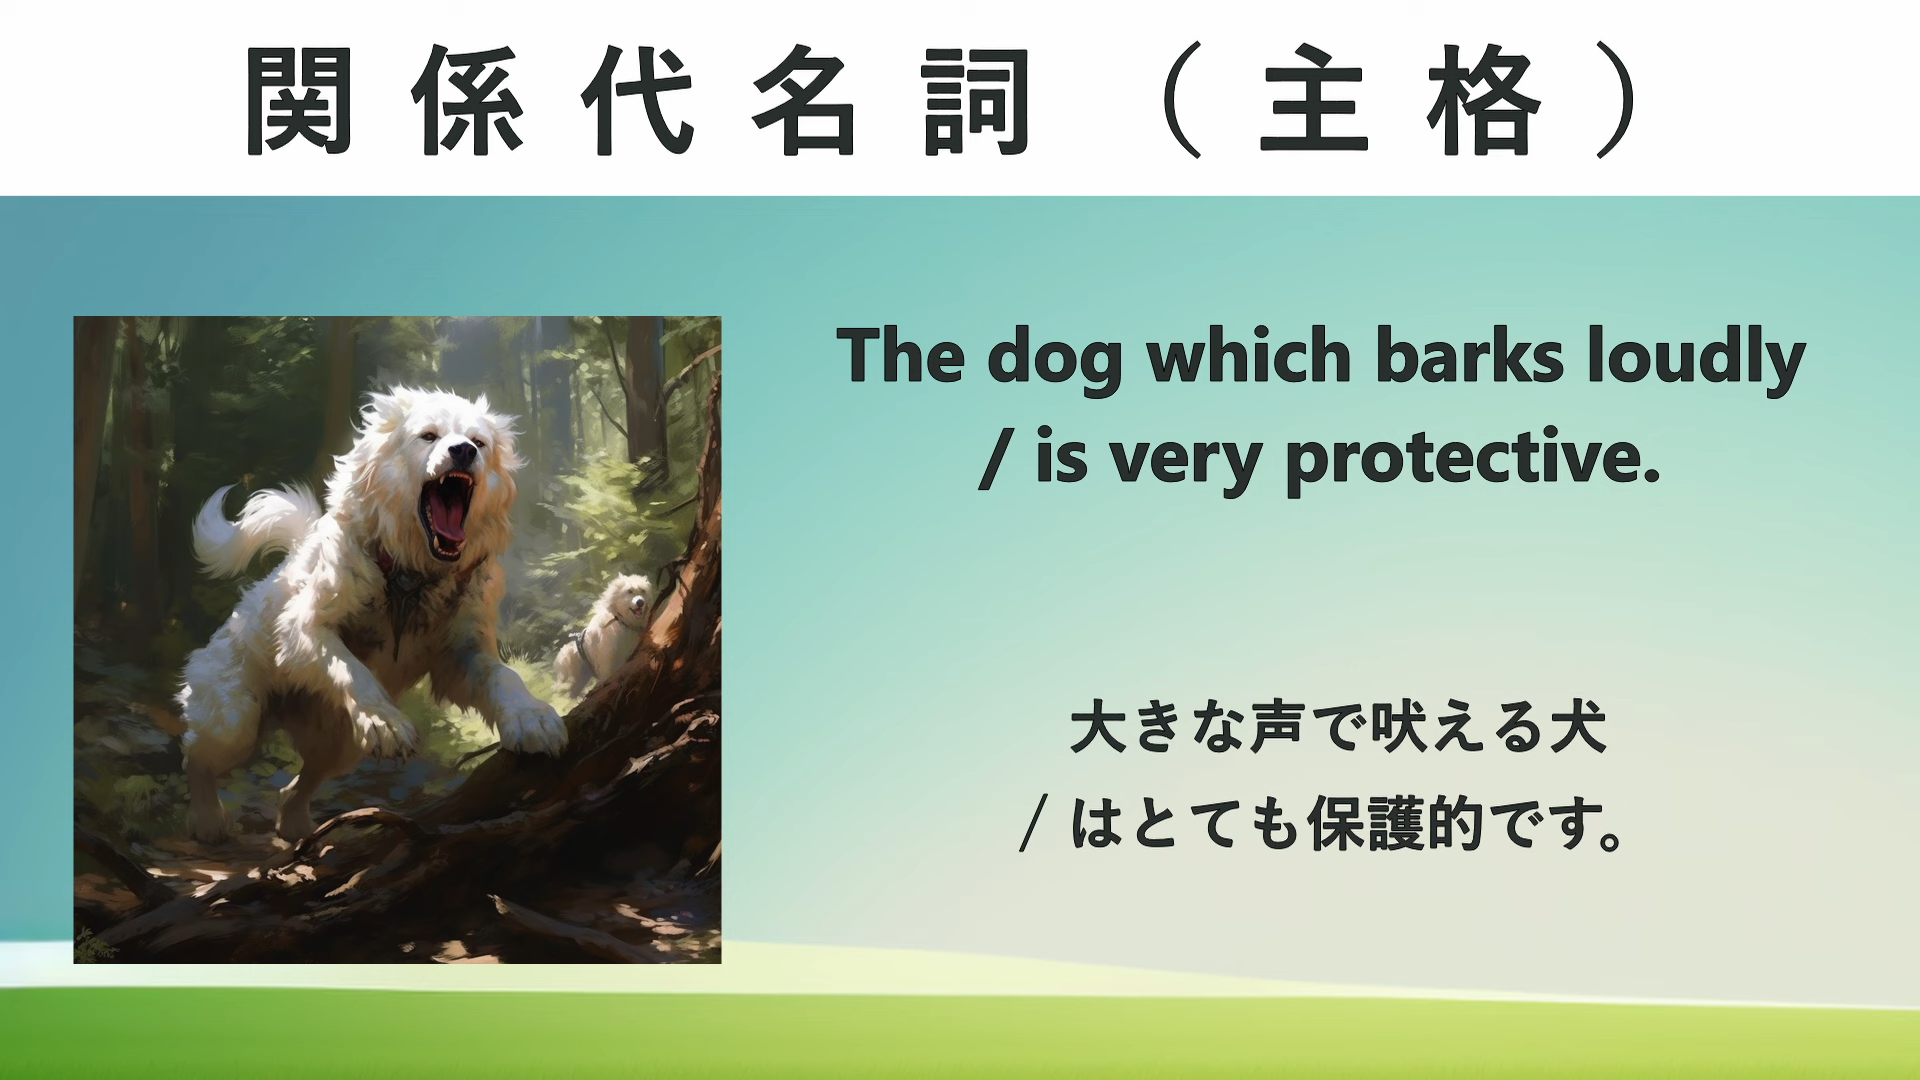 関係代名詞（主格）
The dog which barks loudly
/ is very protective.
大きな声で吠える犬
/ はとても保護的です。